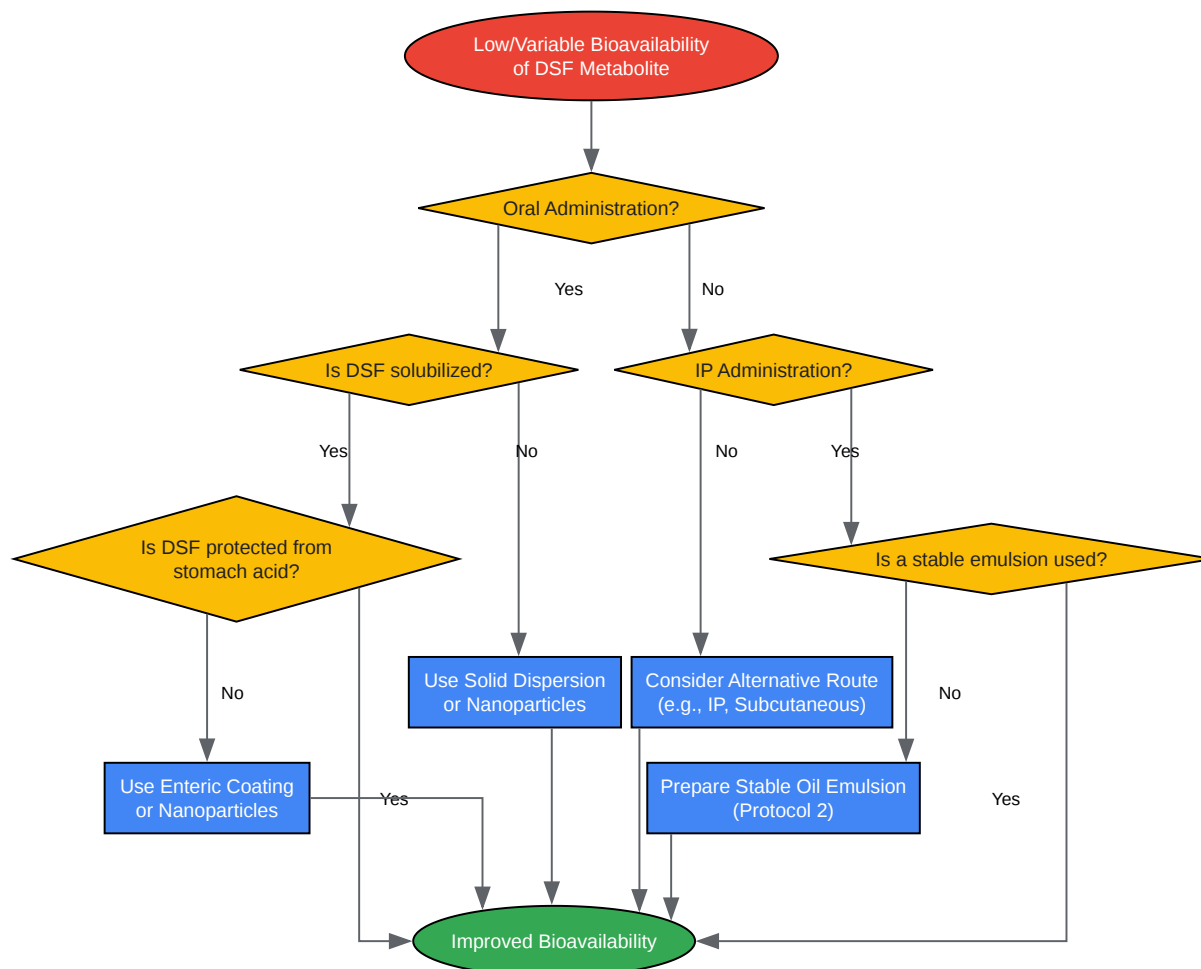 Low/Variable Bioavailability
of DSF Metabolite
Oral Administration?
Yes
No
Is DSF solubilized?
IP Administration?
Yes
No
No
Yes
Is DSF protected from
stomach acid?
Is a stable emulsion used?
Use Solid Dispersion
or Nanoparticles
Consider Alternative Route
(e.g., IP, Subcutaneous)
No
No
Use Enteric Coating
or Nanoparticles
Yes
Prepare Stable Oil Emulsion
(Protocol 2)
Yes
Improved Bioavailability